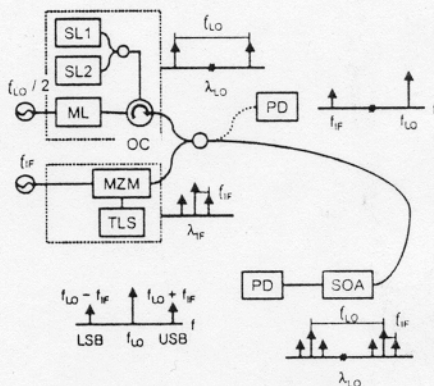 SL1
SL2
f_LO / 2
ML
OC
f_LO
λ_LO
PD
f_IF
f_LO
f
f_IF
MZM
TLS
f_IF
λ_IF
PD
SOA
f_LO – f_IF
f_LO + f_IF
LSB
f_LO
USB
f
f_LO
f_IF
λ_LO